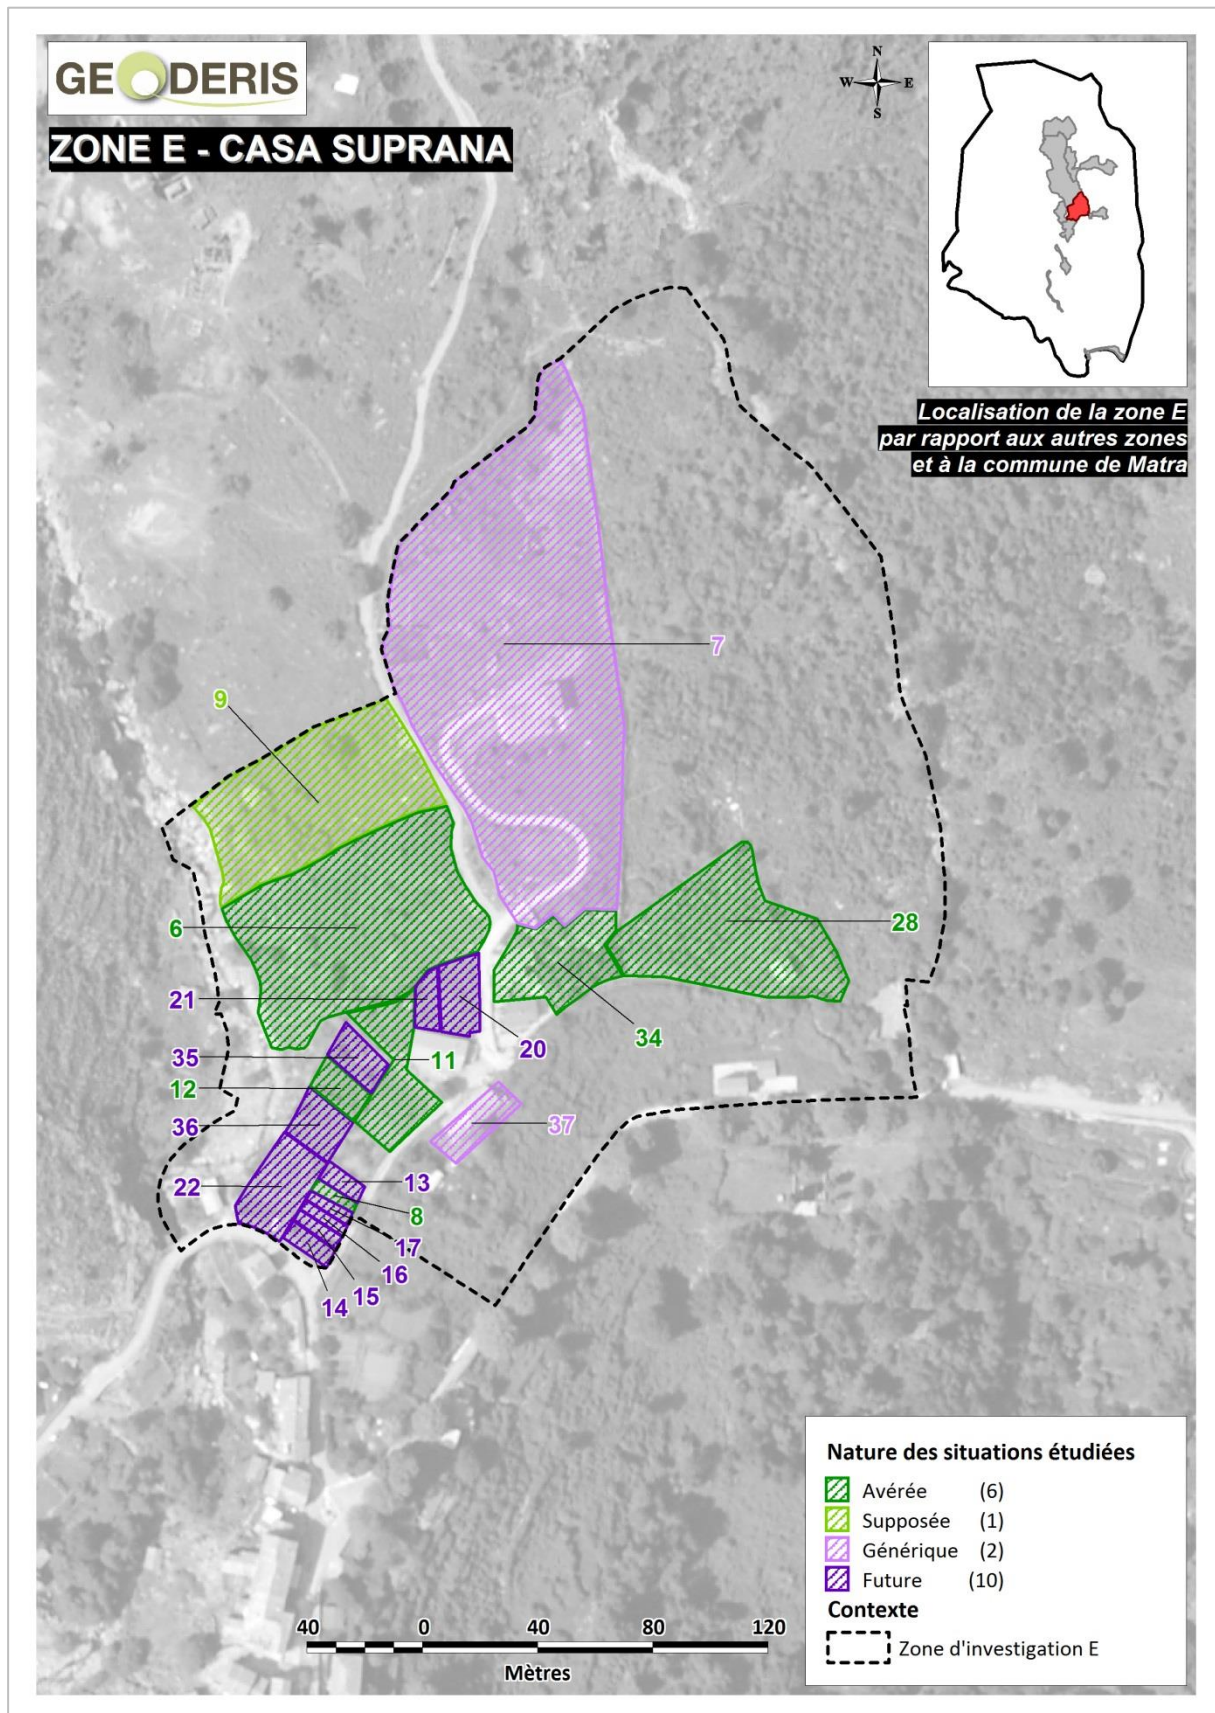 GEODERIS
ZONE E - CASA SUPRANA
N
W E
S
Localisation de la zone E
par rapport aux autres zones
et à la commune de Matra
7
9
6
28
21
20
34
35
11
12
36
37
22
13
8
17
16
15
14
Nature des situations étudiées
Avérée (6)
Supposée (1)
Générique (2)
Future (10)
Contexte
Zone d'investigation E
40 0 40 80 120
Mètres